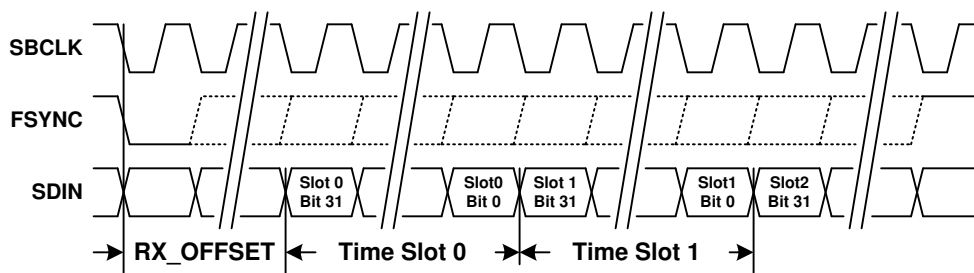 SBCLK
FSYNC
SDIN
Slot 0
Bit 31
Slot0
Bit 0
Slot 1
Bit 31
Slot1
Bit 0
Slot2
Bit 31
RX_OFFSET
Time Slot 0
Time Slot 1